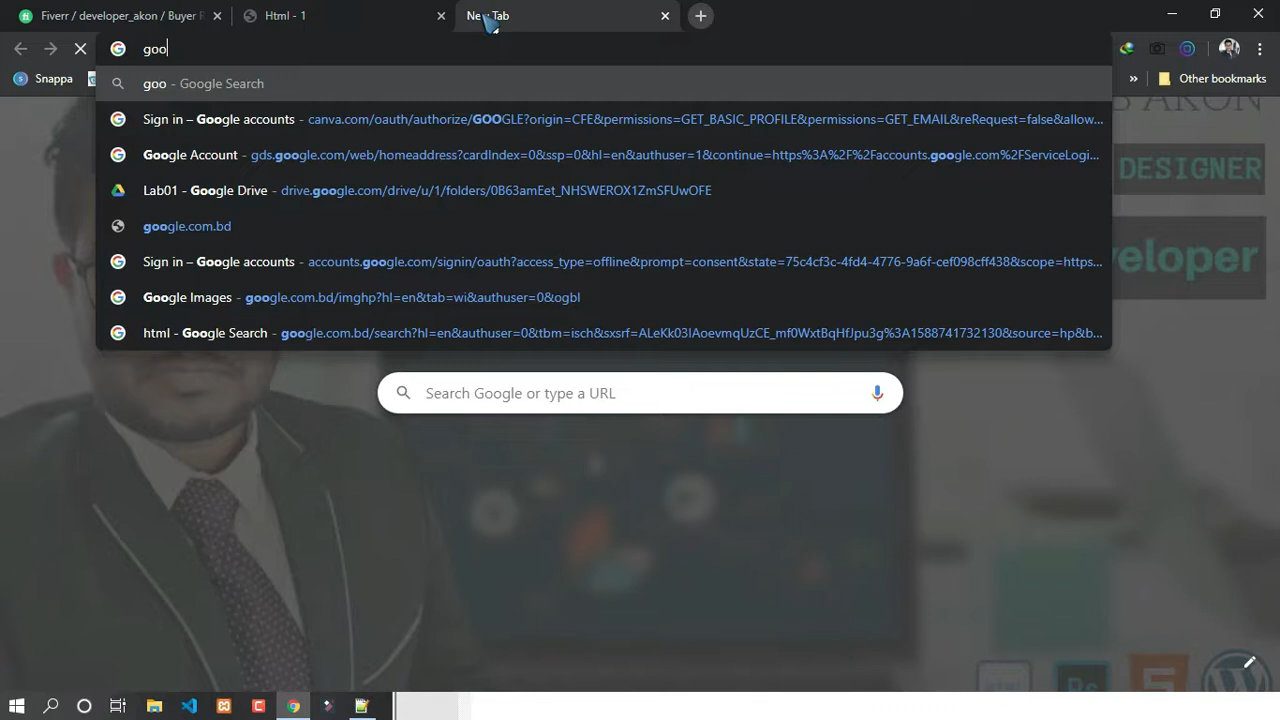 Fiverr / developer_akon / Buyer R
Html - 1
New Tab
goo
Snappa
Other bookmarks
goo - Google Search
Sign in – Google accounts - canva.com/oauth/authorize/GOOGLE?origin=CFE&permissions=GET_BASIC_PROFILE&permissions=GET_EMAIL&reRequest=false&allow...
Google Account - gds.google.com/web/homeaddress?cardIndex=0&ssp=0&hl=en&authuser=1&continue=https%3A%2F%2Faccounts.google.com%2FServiceLogi...
Lab01 - Google Drive - drive.google.com/drive/u/1/folders/0B63amEet_NHSWEROX1ZmSFUwOFE
google.com.bd
Sign in – Google accounts - accounts.google.com/signin/oauth?access_type=offline&prompt=consent&state=75c4cf3c-4fd4-4776-9a6f-cef098cff438&scope=https...
Google Images - google.com.bd/imghp?hl=en&tab=wi&authuser=0&ogbl
html - Google Search - google.com.bd/search?hl=en&authuser=0&tbm=isch&sxsrf=ALeKk03IAoevmqUzCE_mf0WxtBqHfJpu3g%3A1588741732130&source=hp&b...
B AKON
DESIGNER
veloper
Search Google or type a URL
Ps